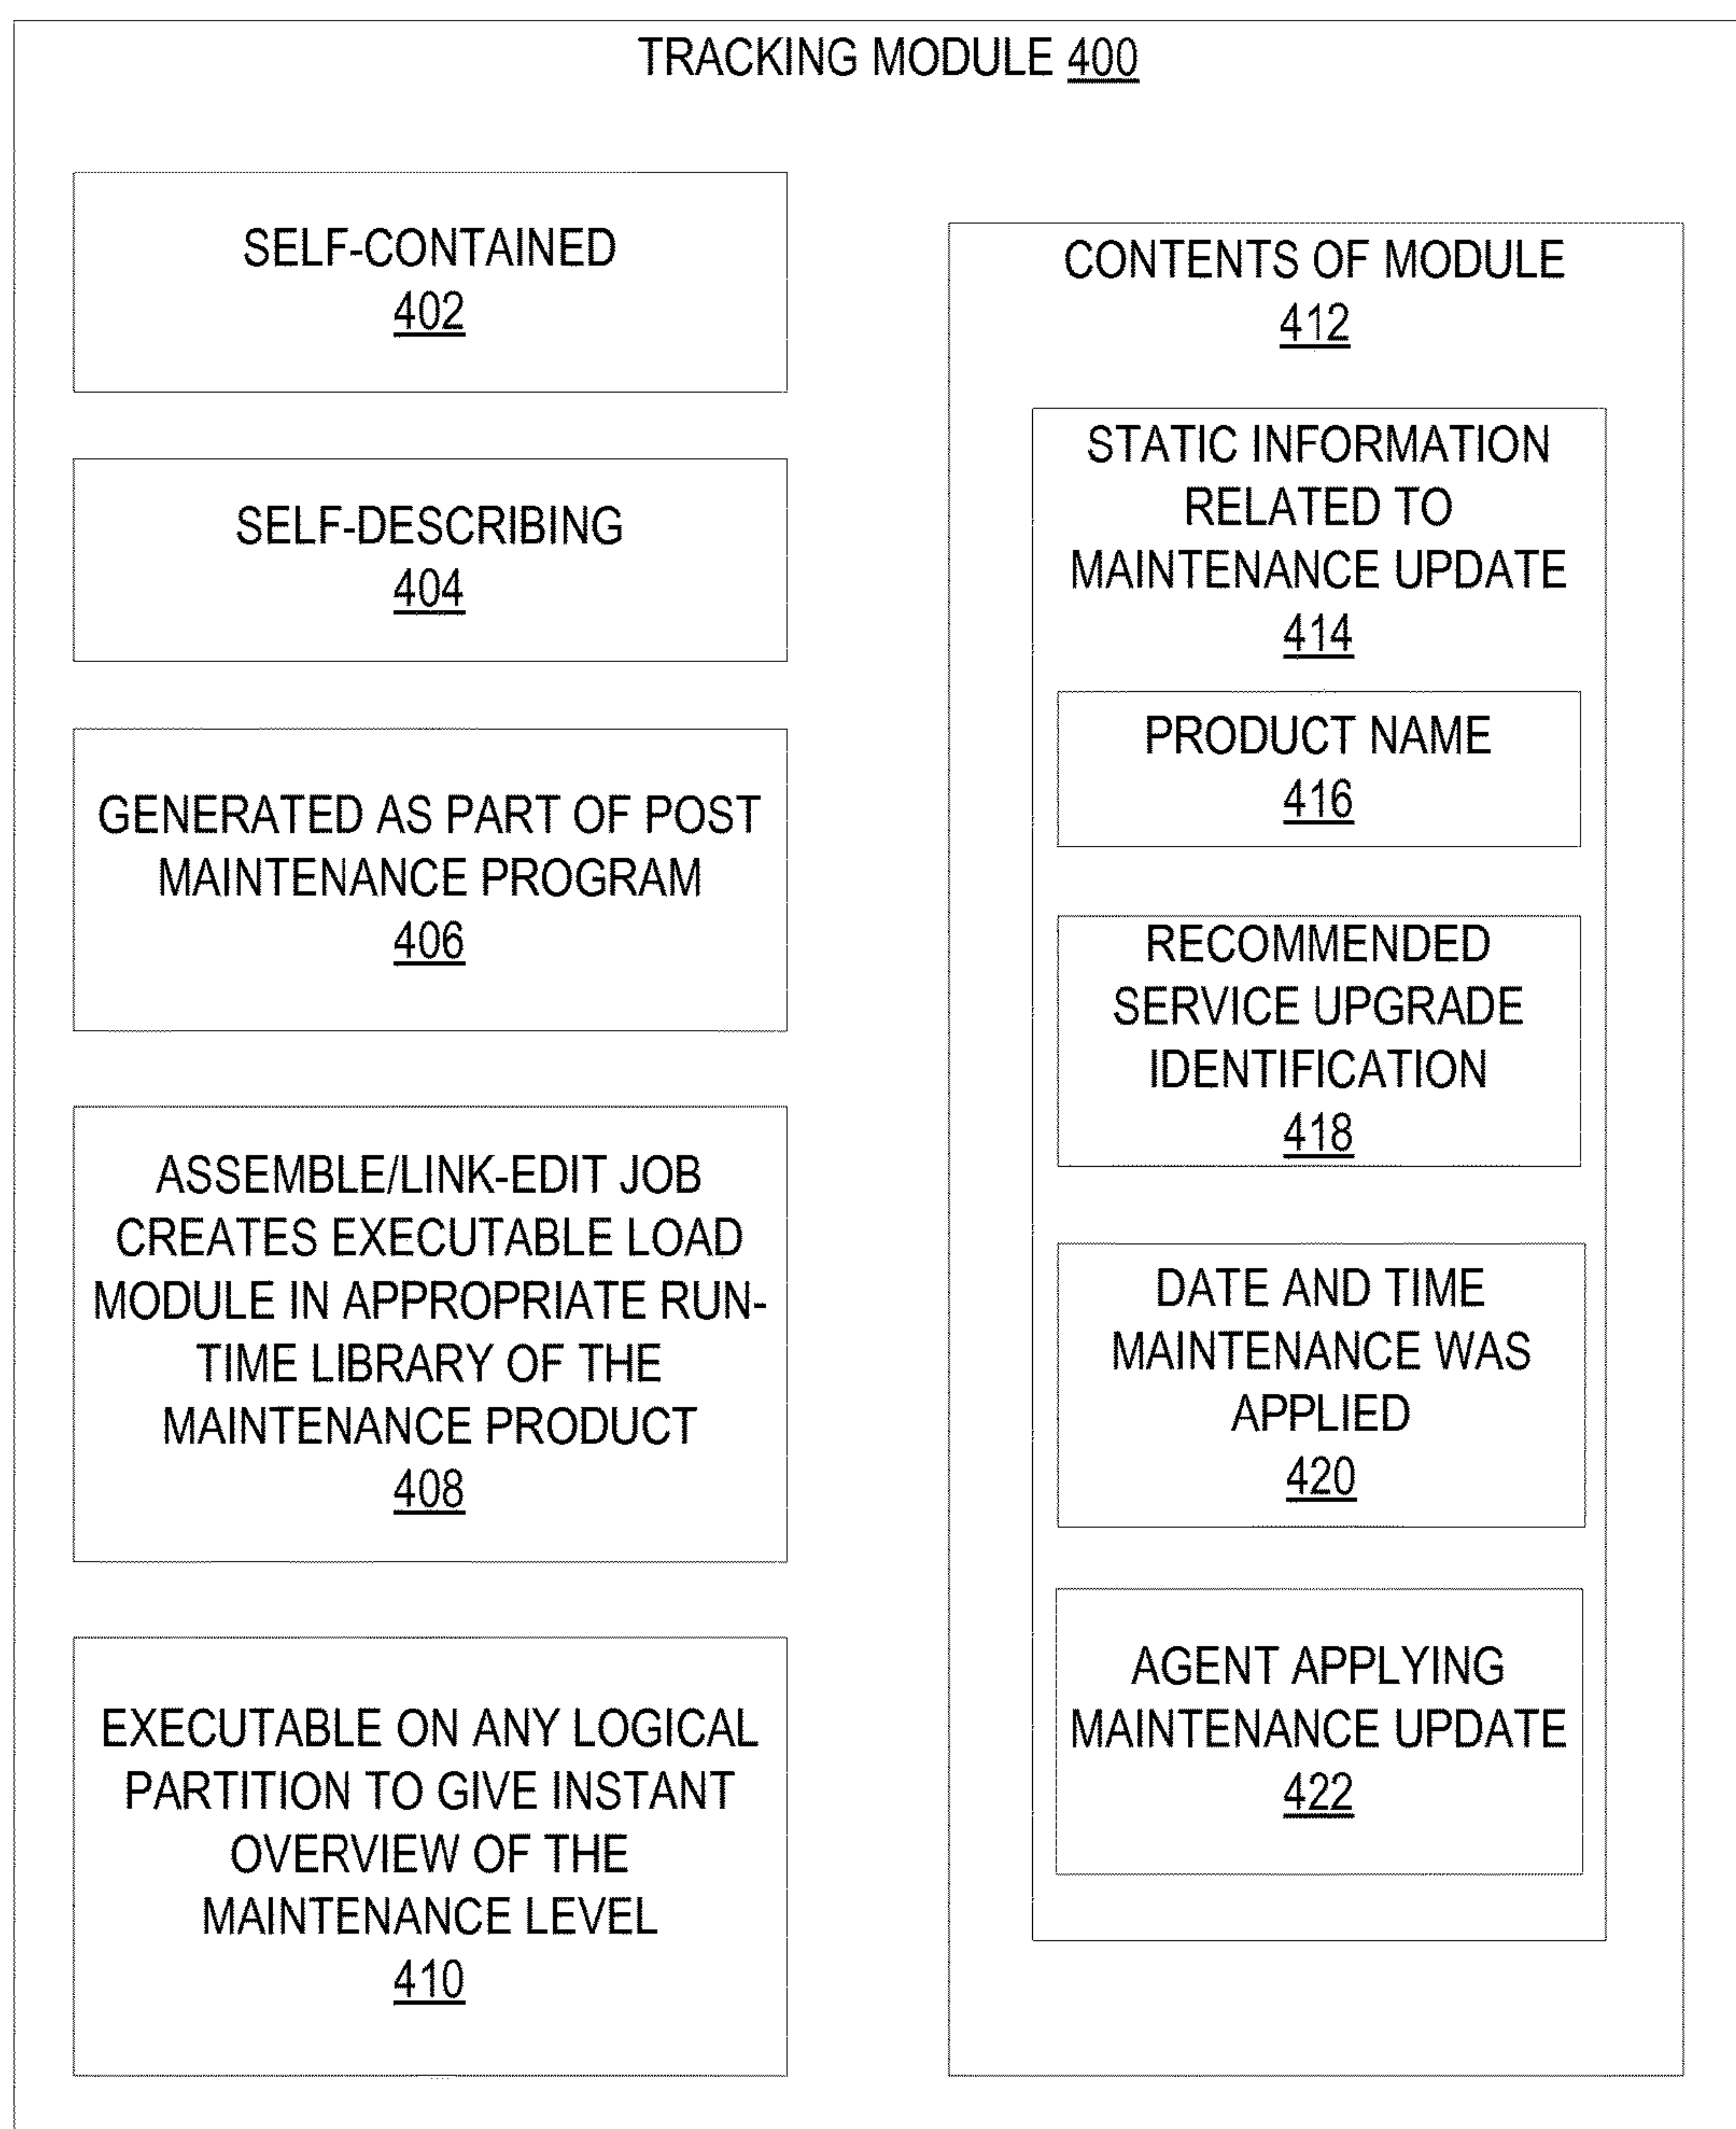 TRACKING MODULE 400
SELF-CONTAINED
402
SELF-DESCRIBING
404
GENERATED AS PART OF POST
MAINTENANCE PROGRAM
406
ASSEMBLE/LINK-EDIT JOB
CREATES EXECUTABLE LOAD
MODULE IN APPROPRIATE RUN-
TIME LIBRARY OF THE
MAINTENANCE PRODUCT
408
EXECUTABLE ON ANY LOGICAL
PARTITION TO GIVE INSTANT
OVERVIEW OF THE
MAINTENANCE LEVEL
410
CONTENTS OF MODULE
412
STATIC INFORMATION
RELATED TO
MAINTENANCE UPDATE
414
PRODUCT NAME
416
RECOMMENDED
SERVICE UPGRADE
IDENTIFICATION
418
DATE AND TIME
MAINTENANCE WAS
APPLIED
420
AGENT APPLYING
MAINTENANCE UPDATE
422